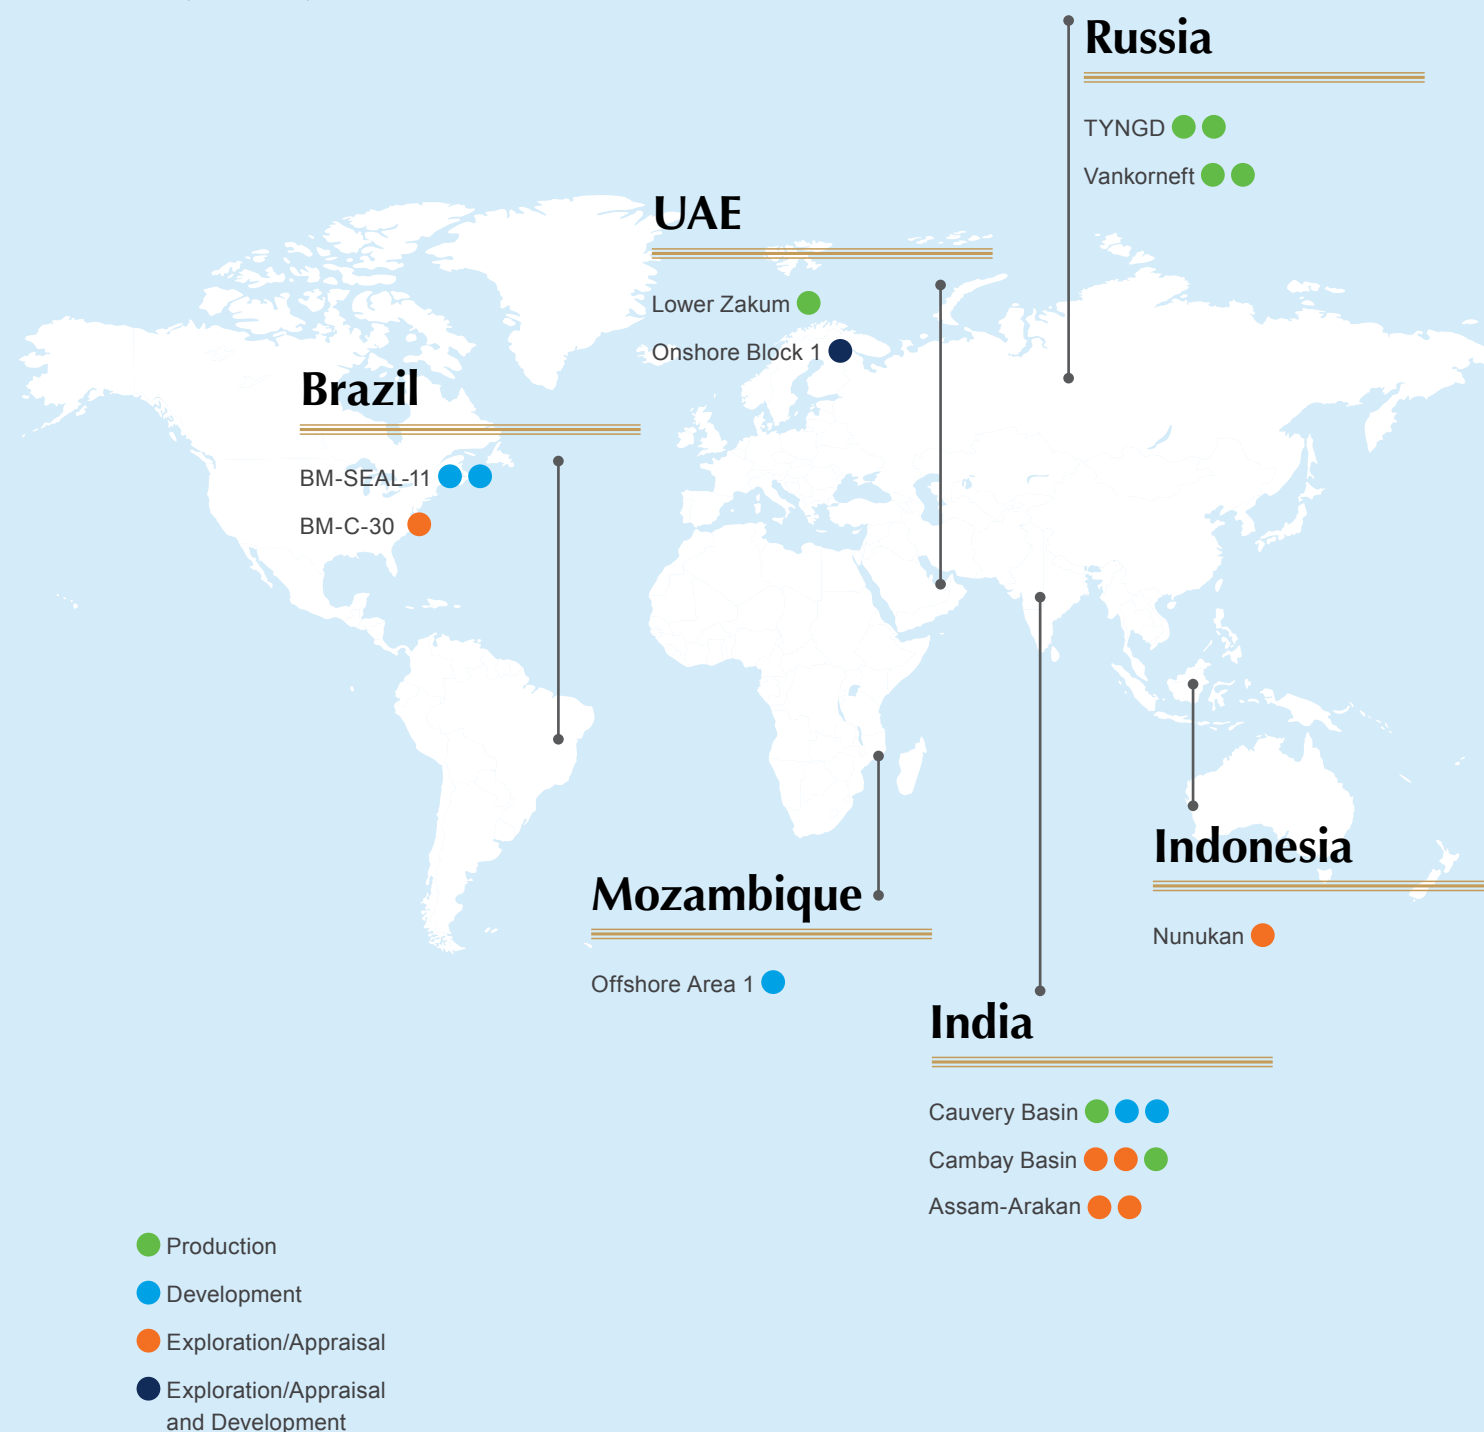 Russia
TYNGD
Vankorneft
UAE
Lower Zakum
Onshore Block 1
Brazil
BM-SEAL-11
BM-C-30
Indonesia
Nunukan
Mozambique
Offshore Area 1
India
Cauvery Basin
Cambay Basin
Assam-Arakan
Production
Development
Exploration/Appraisal
Exploration/Appraisal
and Development